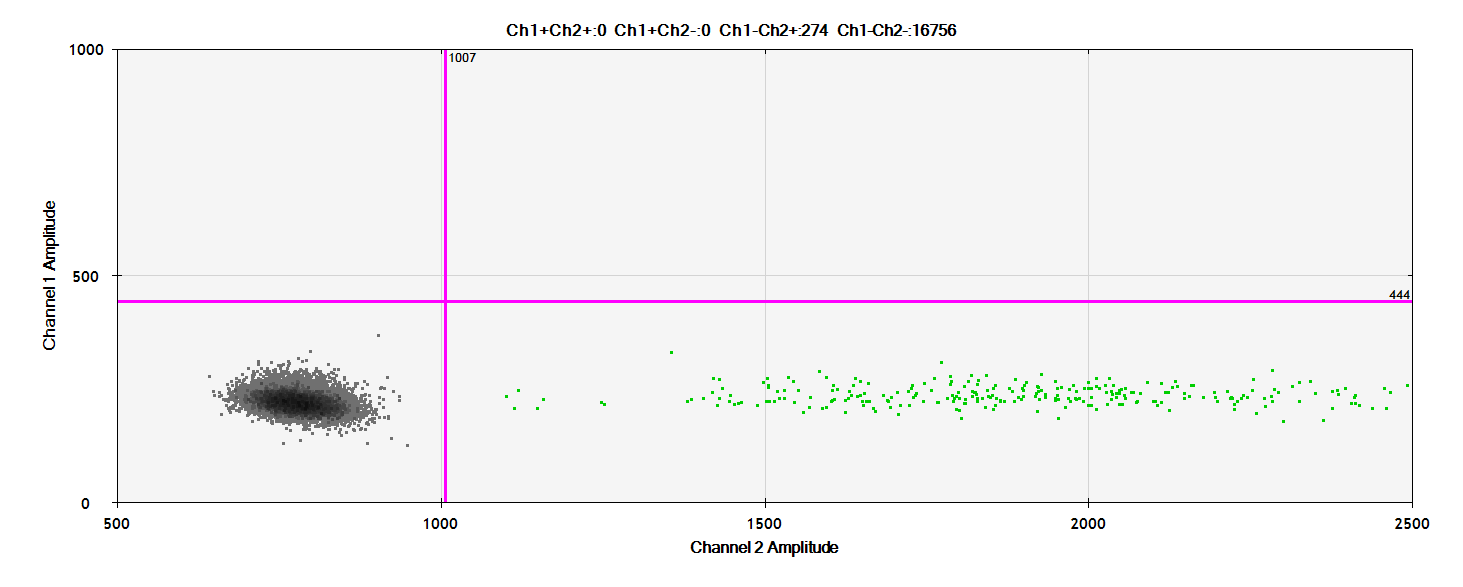 Ch1+Ch2+:0 Ch1+Ch2-:0 Ch1-Ch2+:274 Ch1-Ch2-:16756
1000
1007
Channel 1 Amplitude
500
444
0
500 1000 1500 2000 2500
Channel 2 Amplitude